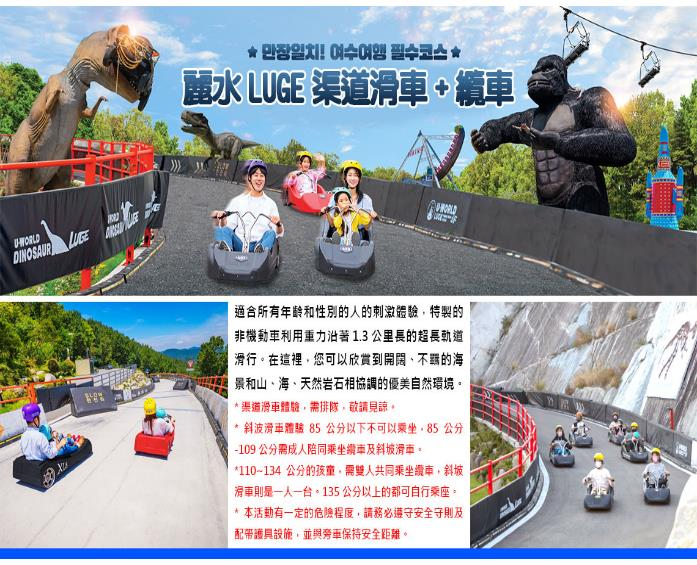 만장일치! 여수여행 필수코스
麗水 LUGE 渠道滑車 + 纜車
U-WORLD
DINOSAUR LUGE
U-WORLD
LUGE
適合所有年齡和性別的人的刺激體驗，特製的
非機動車利用重力沿著 1.3 公里長的超長軌道
滑行。在這裡，您可以欣賞到開闊、不羈的海
景和山、海、天然岩石相協調的優美自然環境。
* 渠道滑車體驗，需排隊，敬請見諒。
* 斜波滑車體驗 85 公分以下不可以乘坐，85 公分
-109 公分需成人陪同乘坐纜車及斜坡滑車。
*110~134 公分的孩童，需雙人共同乘坐纜車，斜坡
滑車則是一人一台。135 公分以上的都可自行乘座。
* 本活動有一定的危險程度，請務必遵守安全守則及
配帶護具設施，並與旁車保持安全距離。
SLOW